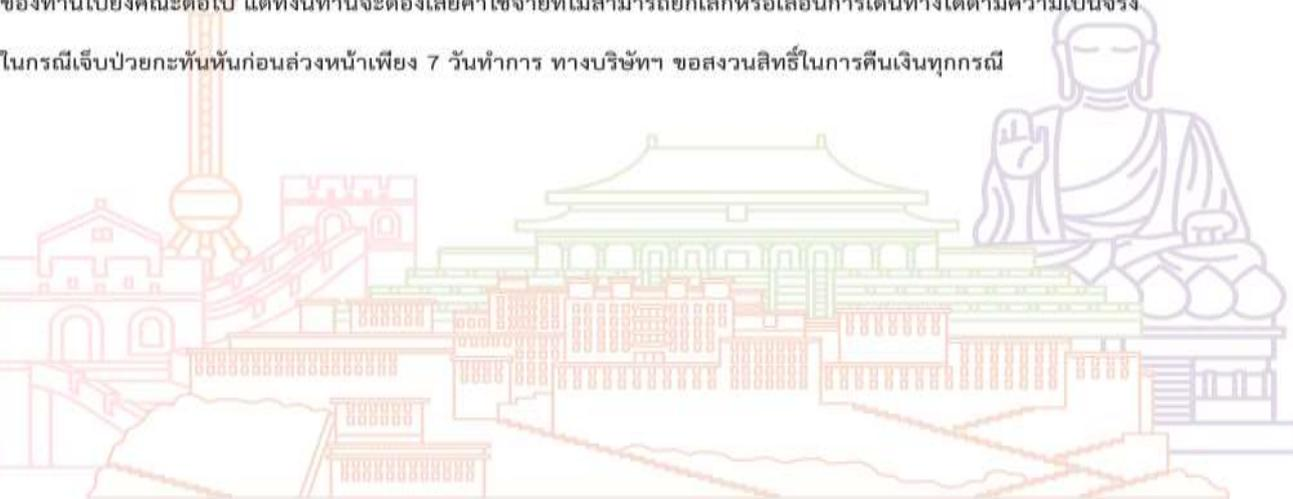 ของท่านไปยังคณะต่อไป แต่ทั้งนี้ท่านจะต้องเสียค่าใช้จ่ายที่ไม่สามารถยกเลิกหรือเลื่อนการเดินทางได้ตามความเป็นจริง
ในกรณีเจ็บป่วยกะทันหันก่อนล่วงหน้าเพียง 7 วันทำการ ทางบริษัทฯ ขอสงวนสิทธิ์ในการคืนเงินทุกกรณี